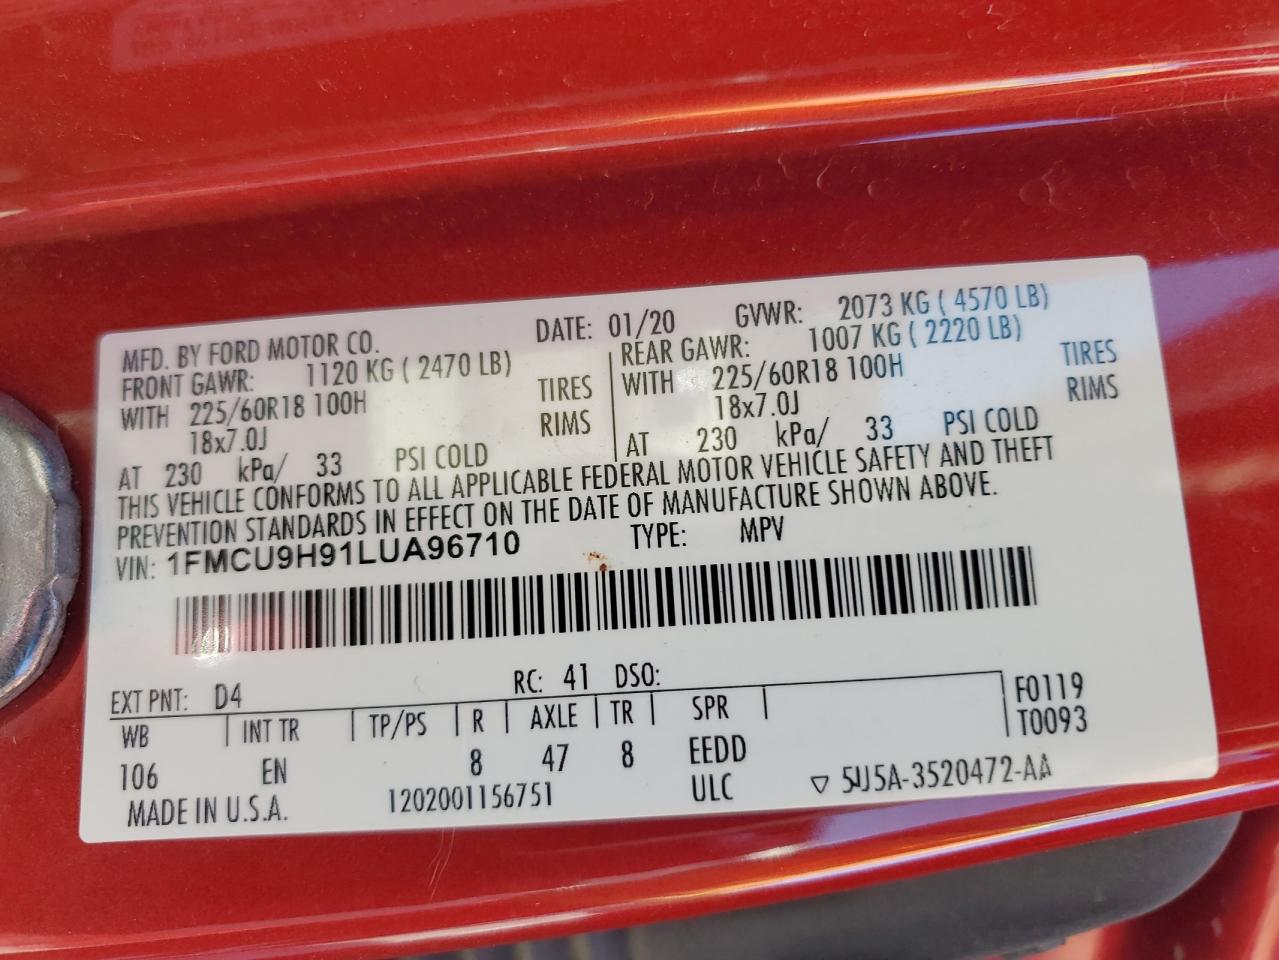 MFD. BY FORD MOTOR CO. DATE: 01/20 GVWR: 2073 KG ( 4570 LB)
FRONT GAWR: 1120 KG ( 2470 LB) REAR GAWR: 1007 KG ( 2220 LB)
WITH 225/60R18 100H TIRES WITH 225/60R18 100H TIRES
18x7.0J RIMS 18x7.0J RIMS
AT 230 kPa/ 33 PSI COLD AT 230 kPa/ 33 PSI COLD
THIS VEHICLE CONFORMS TO ALL APPLICABLE FEDERAL MOTOR VEHICLE SAFETY AND THEFT
PREVENTION STANDARDS IN EFFECT ON THE DATE OF MANUFACTURE SHOWN ABOVE.
VIN: 1FMCU9H91LUA96710 TYPE: MPV
EXT PNT: D4 RC: 41 DSO:
WB INT TR TP/PS R AXLE TR SPR F0119
106 EN 8 47 8 EEDD T0093
MADE IN U.S.A. 1202001156751 ULC ▽ 5U5A-3520472-AA